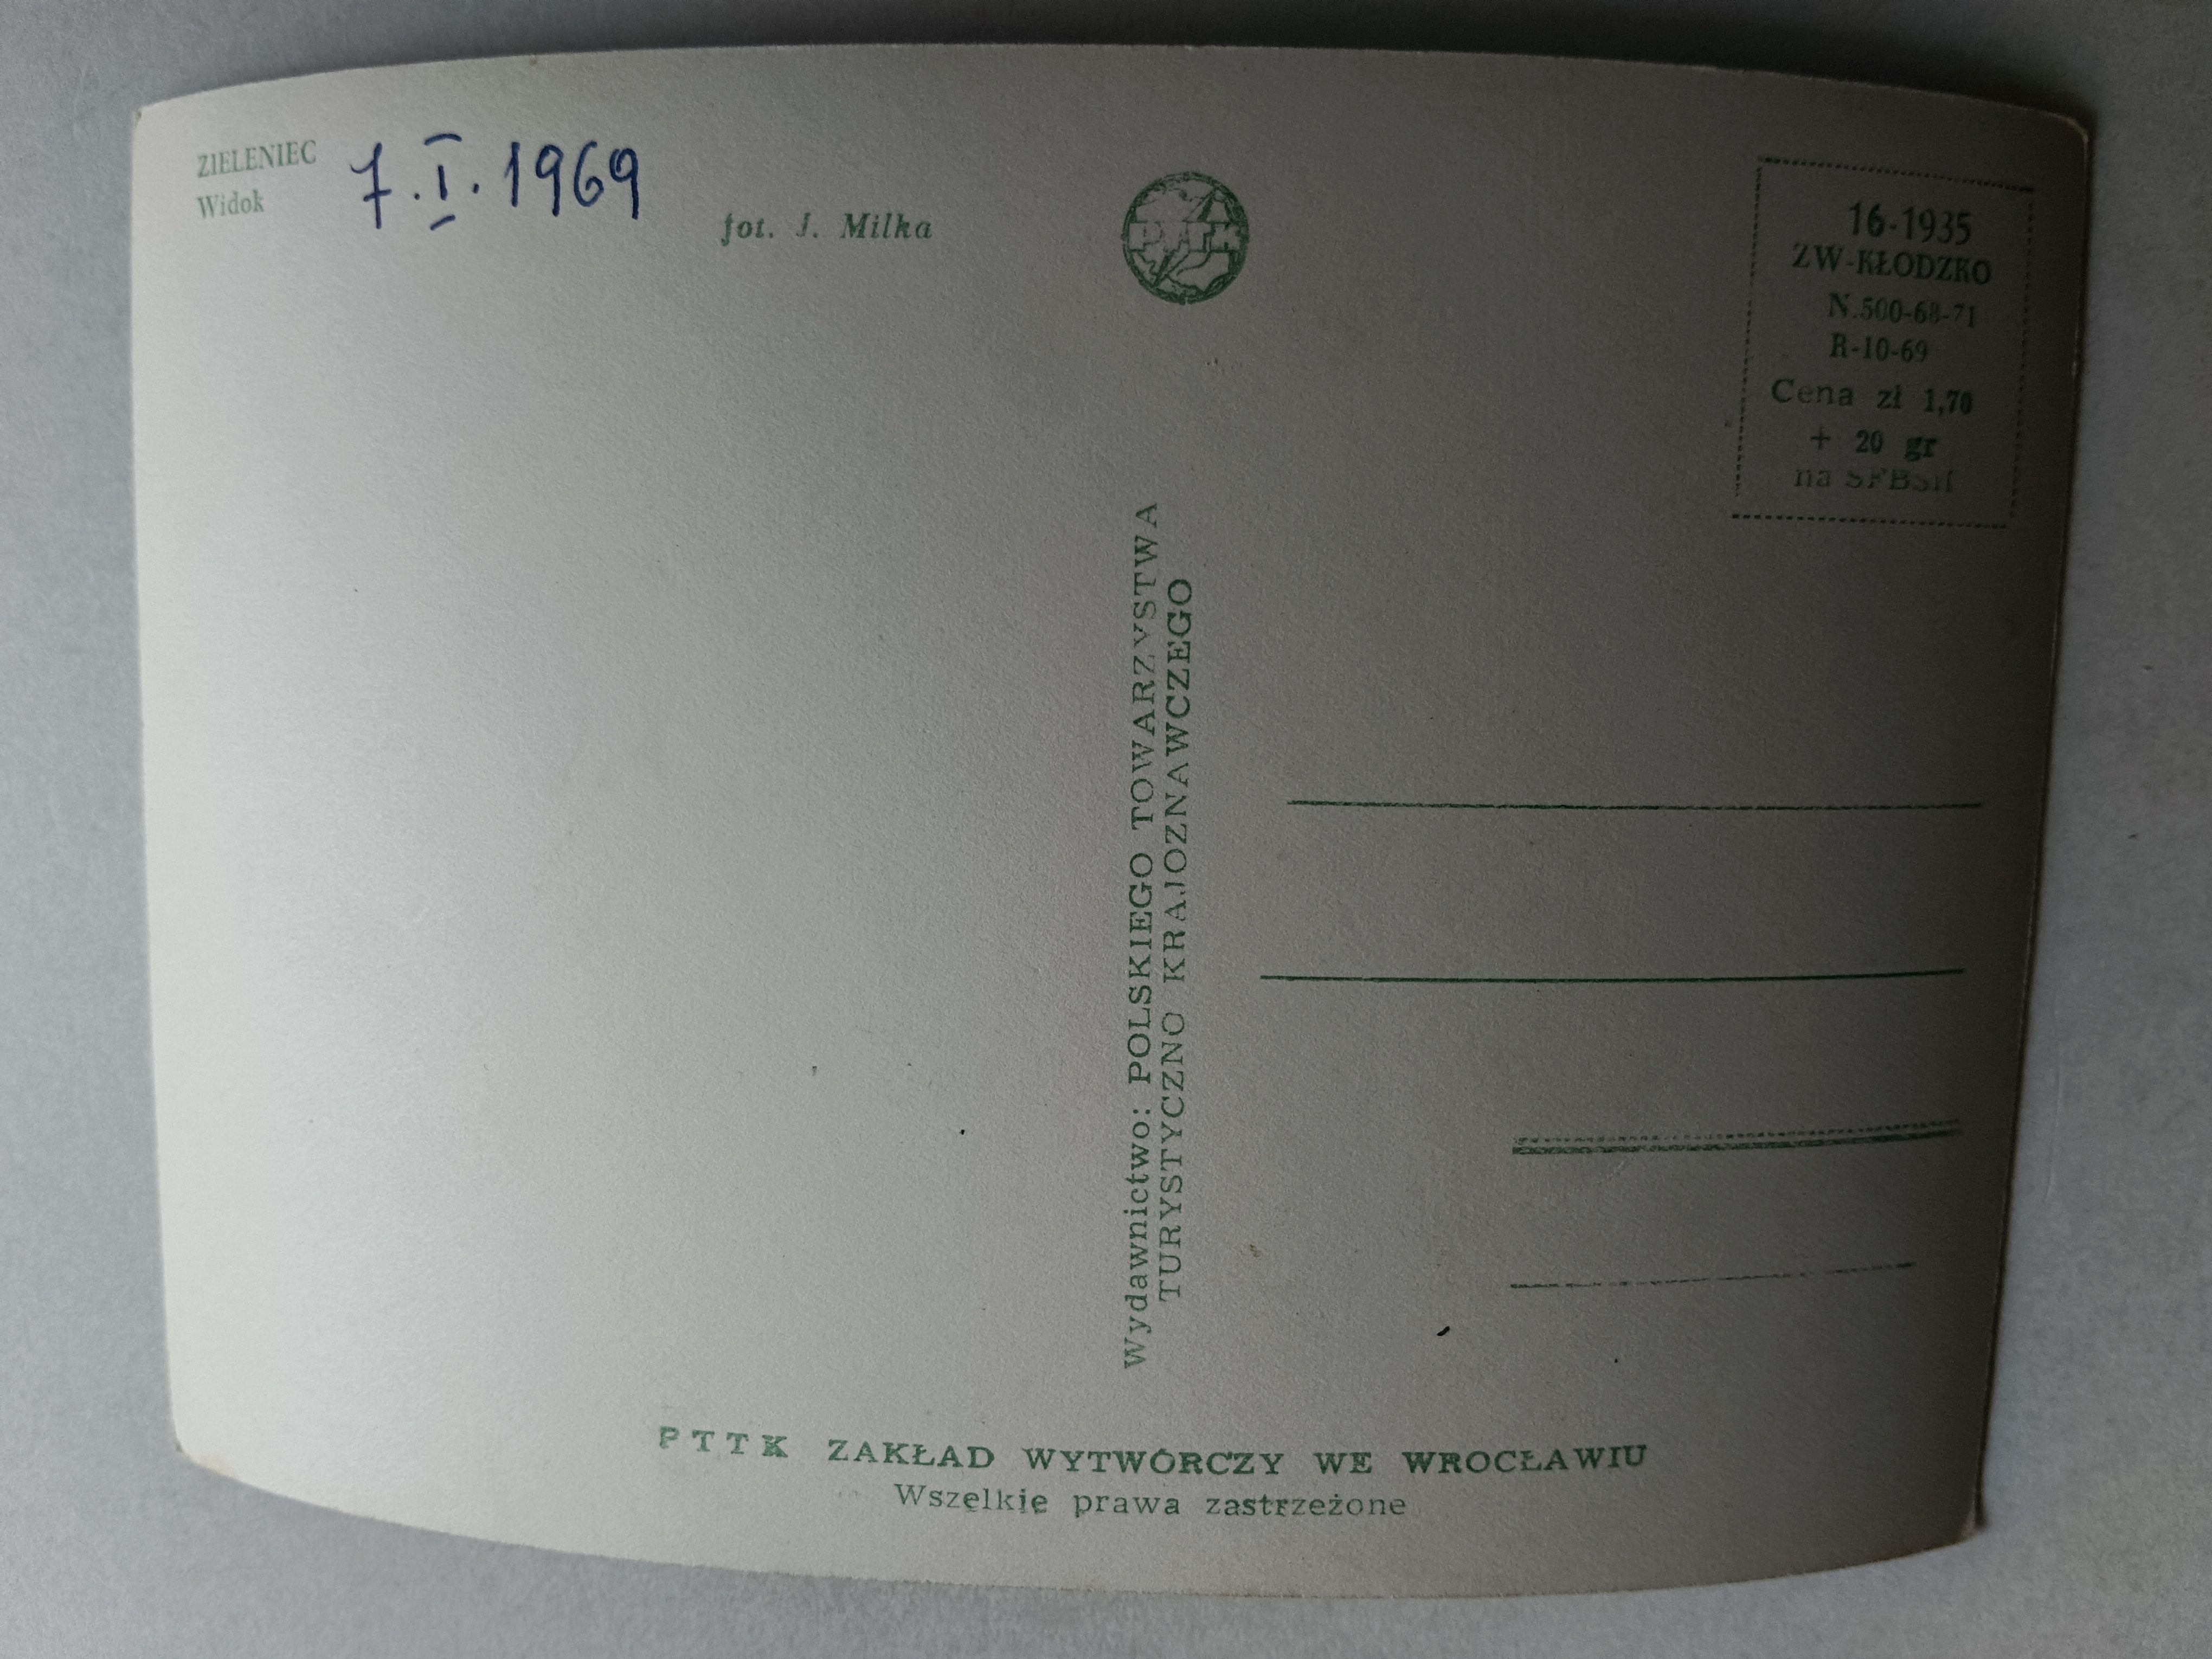 ZIELENIEC
Widok
7.I.1969
fot. J. Milka
PTTK
16-1935
ZW-KŁODZKO
N.500-68-71
R-10-69
Cena zł 1,70
+ 20 gr
na SFBSiI
Wydawnictwo: POLSKIEGO TOWARZYSTWA
TURYSTYCZNO KRAJOZNAWCZEGO
PTTK ZAKŁAD WYTWÓRCZY WE WROCŁAWIU
Wszelkie prawa zastrzeżone